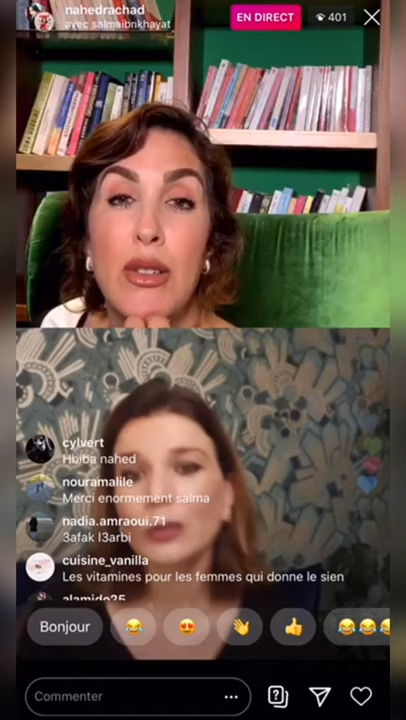 nahedrachad
avec salmaibnkhayat
EN DIRECT
401
cylvert
Hbiba nahed
nouramalile
Merci enormement salma
nadia.amraoui.71
3afak l3arbi
cuisine_vanilla
Les vitamines pour les femmes qui donne le sien
alamido25
Bonjour
Commenter